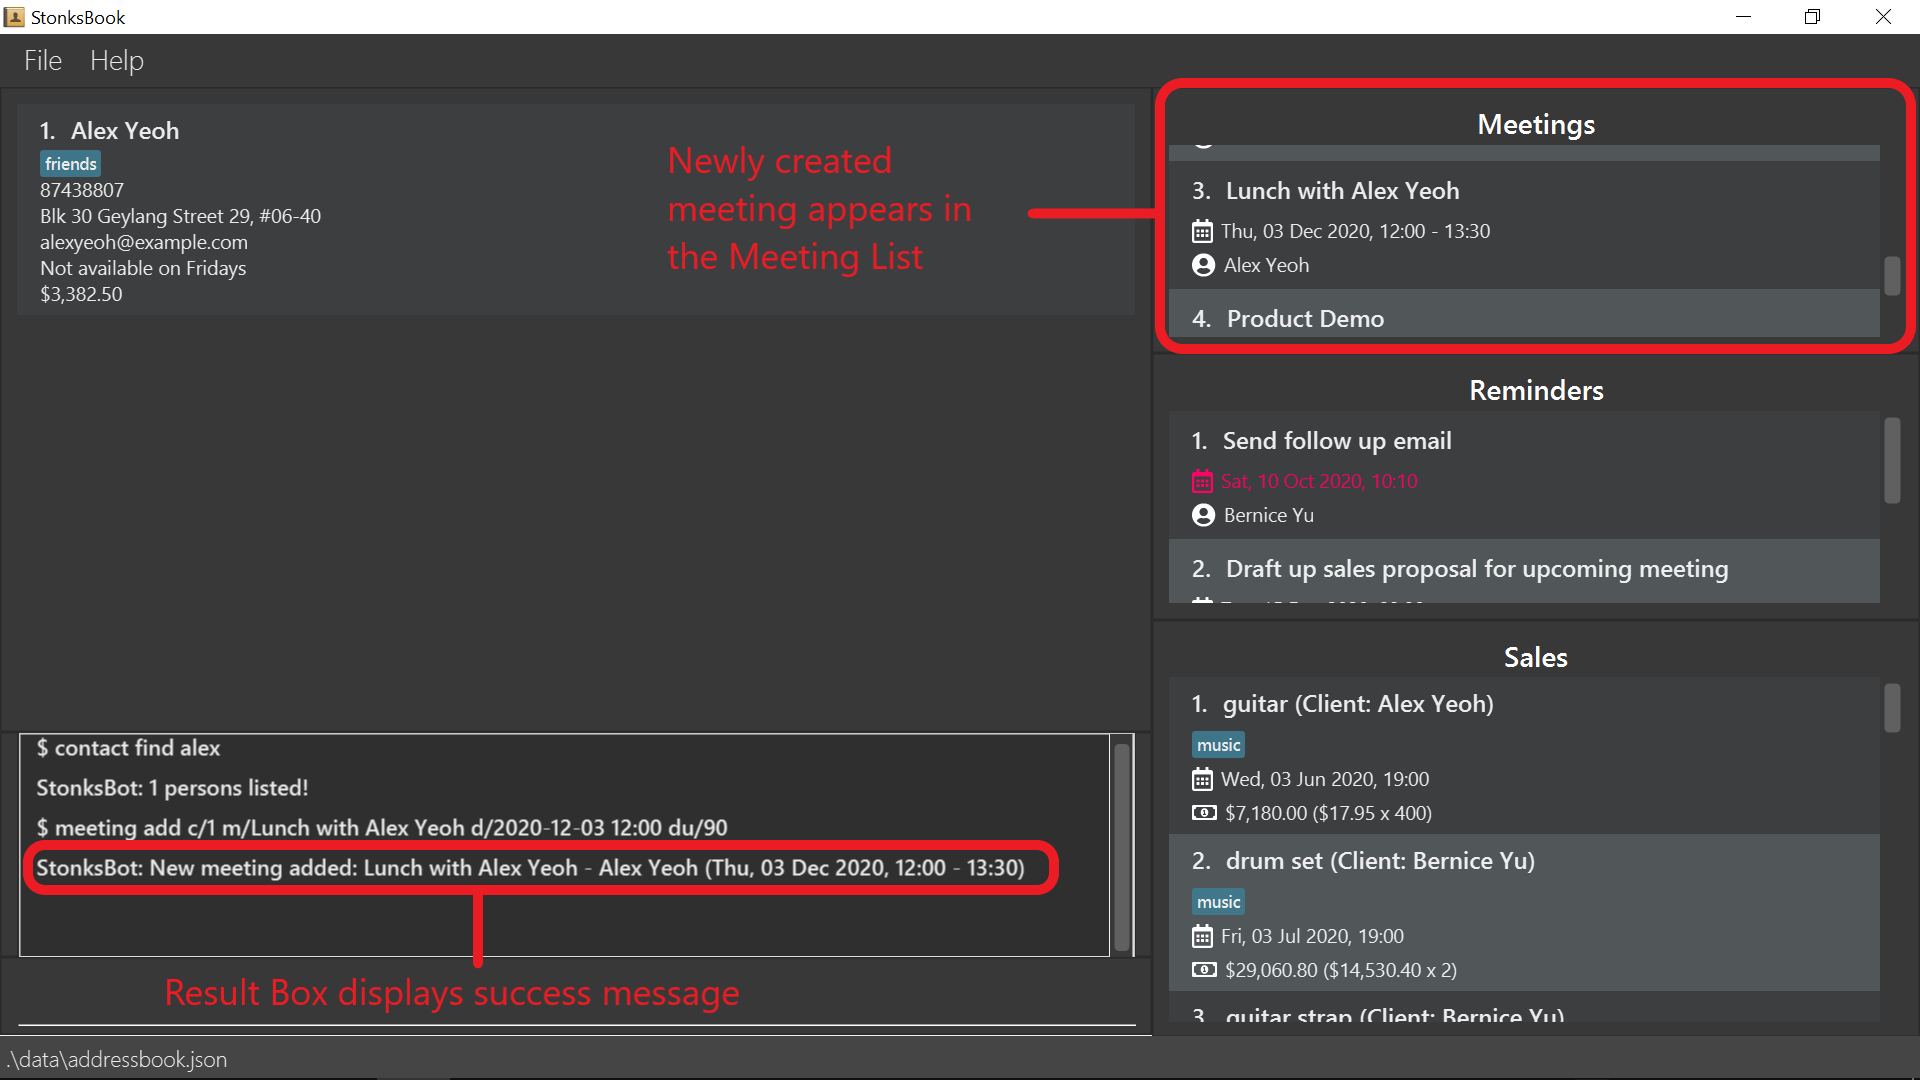 StonksBook
File Help
1. Alex Yeoh
friends
87438807
Blk 30 Geylang Street 29, #06-40
alexyeoh@example.com
Not available on Fridays
$3,382.50
Newly created
meeting appears in
the Meeting List
$ contact find alex
StonksBot: 1 persons listed!
$ meeting add c/1 m/Lunch with Alex Yeoh d/2020-12-03 12:00 du/90
StonksBot: New meeting added: Lunch with Alex Yeoh - Alex Yeoh (Thu, 03 Dec 2020, 12:00 - 13:30)
Result Box displays success message
Meetings
3. Lunch with Alex Yeoh
Thu, 03 Dec 2020, 12:00 - 13:30
Alex Yeoh
4. Product Demo
Reminders
1. Send follow up email
Sat, 10 Oct 2020, 10:10
Bernice Yu
2. Draft up sales proposal for upcoming meeting
Sales
1. guitar (Client: Alex Yeoh)
music
Wed, 03 Jun 2020, 19:00
$7,180.00 ($17.95 x 400)
2. drum set (Client: Bernice Yu)
music
Fri, 03 Jul 2020, 19:00
$29,060.80 ($14,530.40 x 2)
3. guitar strap (Client: Bernice Yu)
.\data\addressbook.json